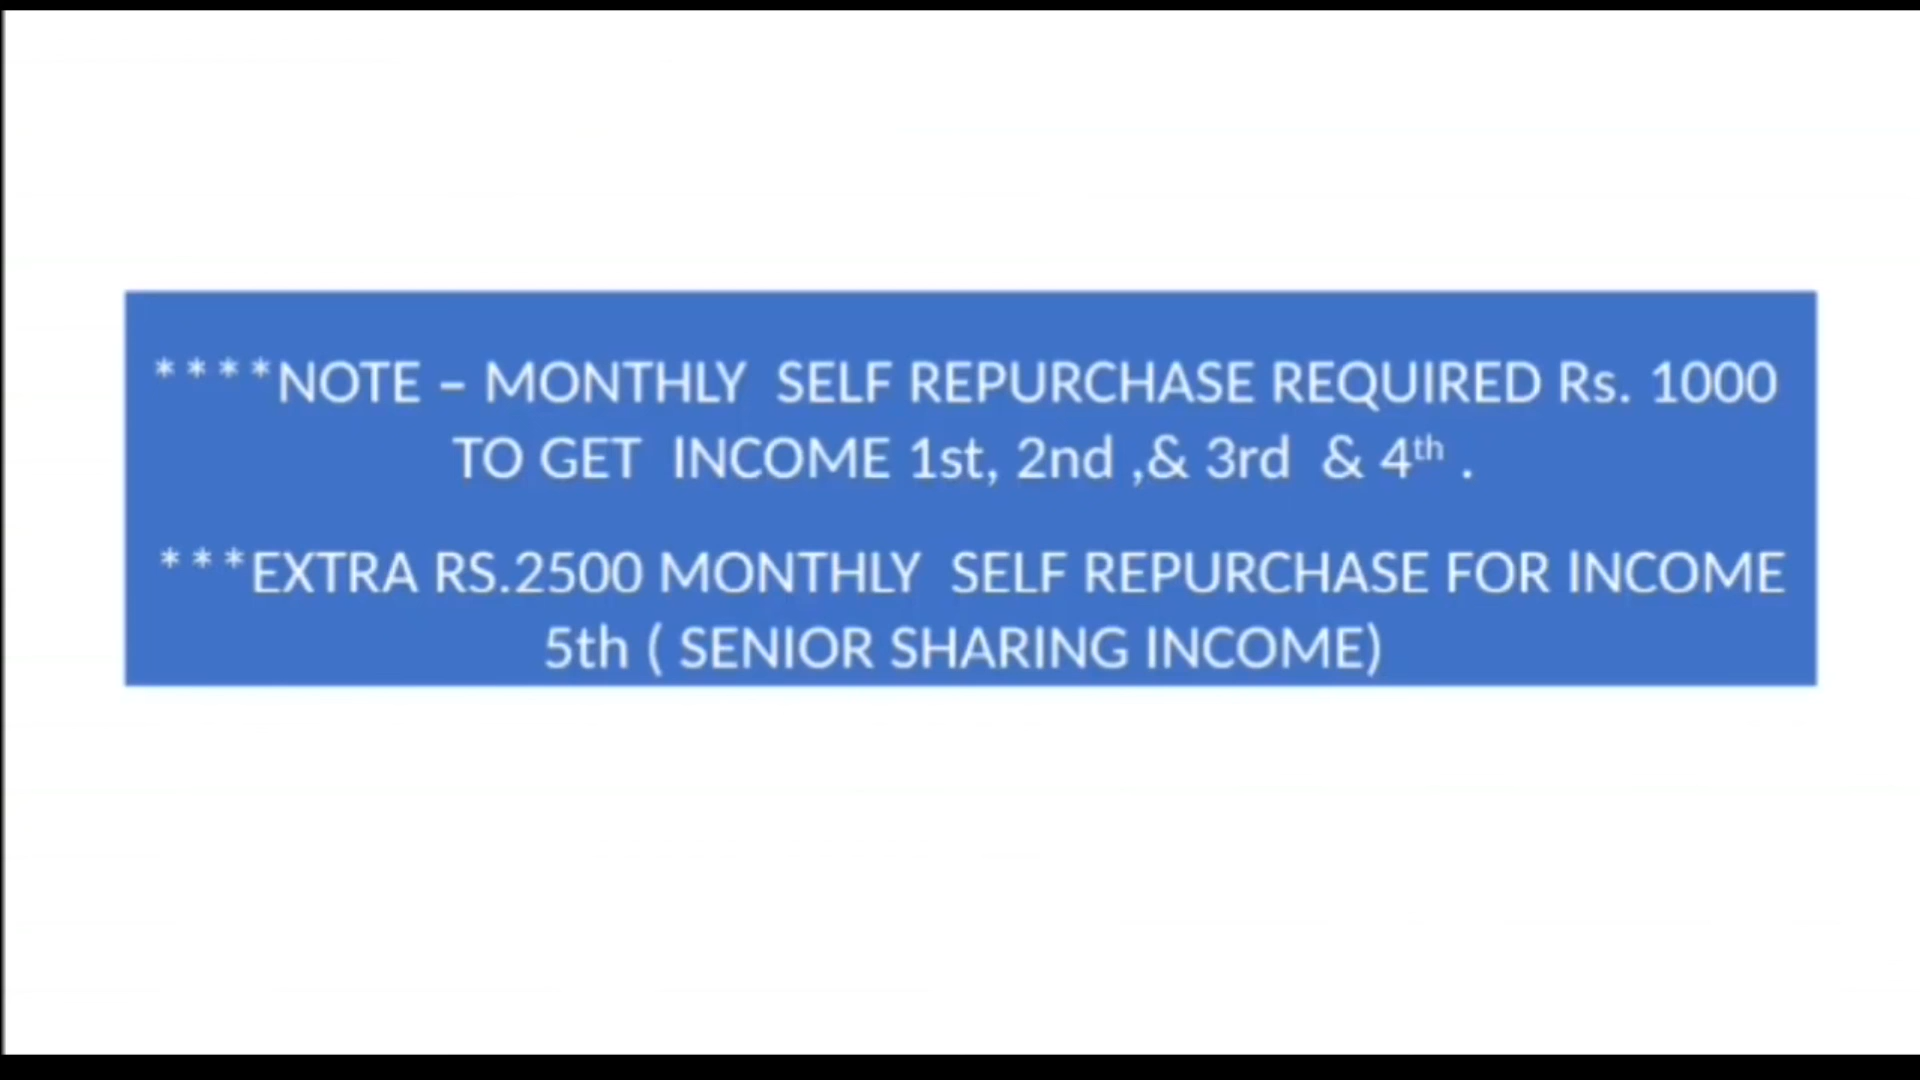 ****NOTE – MONTHLY SELF REPURCHASE REQUIRED Rs. 1000
TO GET INCOME 1st, 2nd ,& 3rd & 4th .
***EXTRA RS.2500 MONTHLY SELF REPURCHASE FOR INCOME
5th ( SENIOR SHARING INCOME)